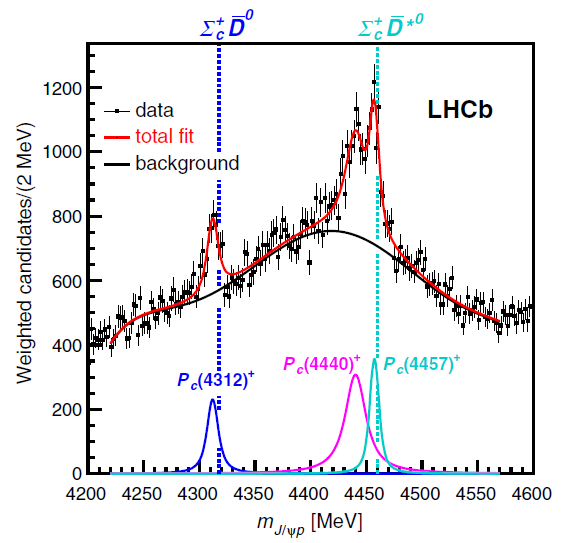 Σc+ D̄0 Σc+ D̄*0
LHCb
data
total fit
background
Weighted candidates/(2 MeV)
1200
1000
800
600
400
200
0
Pc(4312)+ Pc(4440)+ Pc(4457)+
4200 4250 4300 4350 4400 4450 4500 4550 4600
mJ/ψp [MeV]